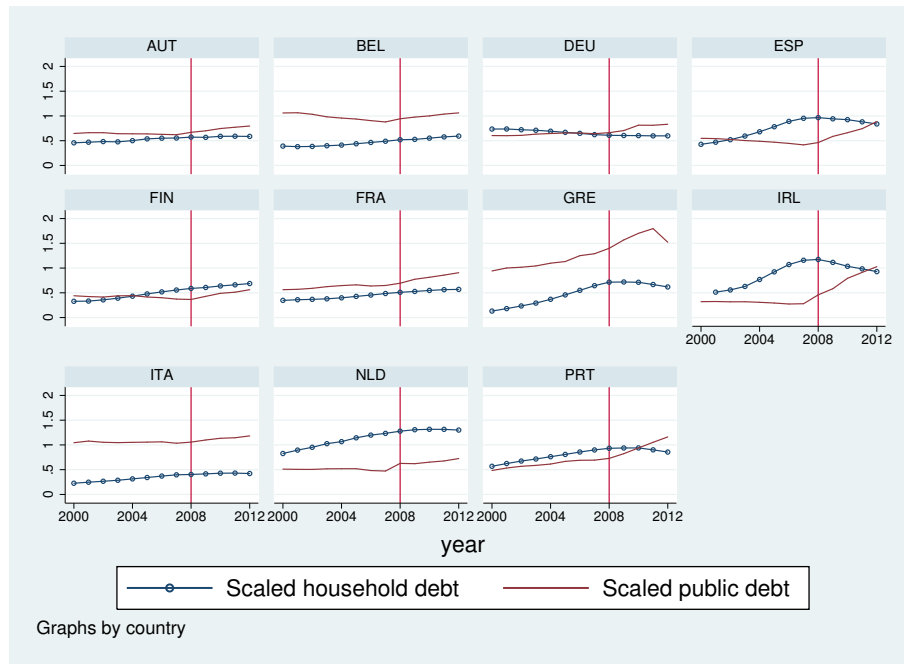 AUT BEL DEU ESP
0 .5 1 1.5 2
FIN FRA GRE IRL
0 .5 1 1.5 2
2000 2004 2008 2012
ITA NLD PRT
0 .5 1 1.5 2
2000 2004 2008 2012 2000 2004 2008 2012 2000 2004 2008 2012
year
Scaled household debt Scaled public debt
Graphs by country